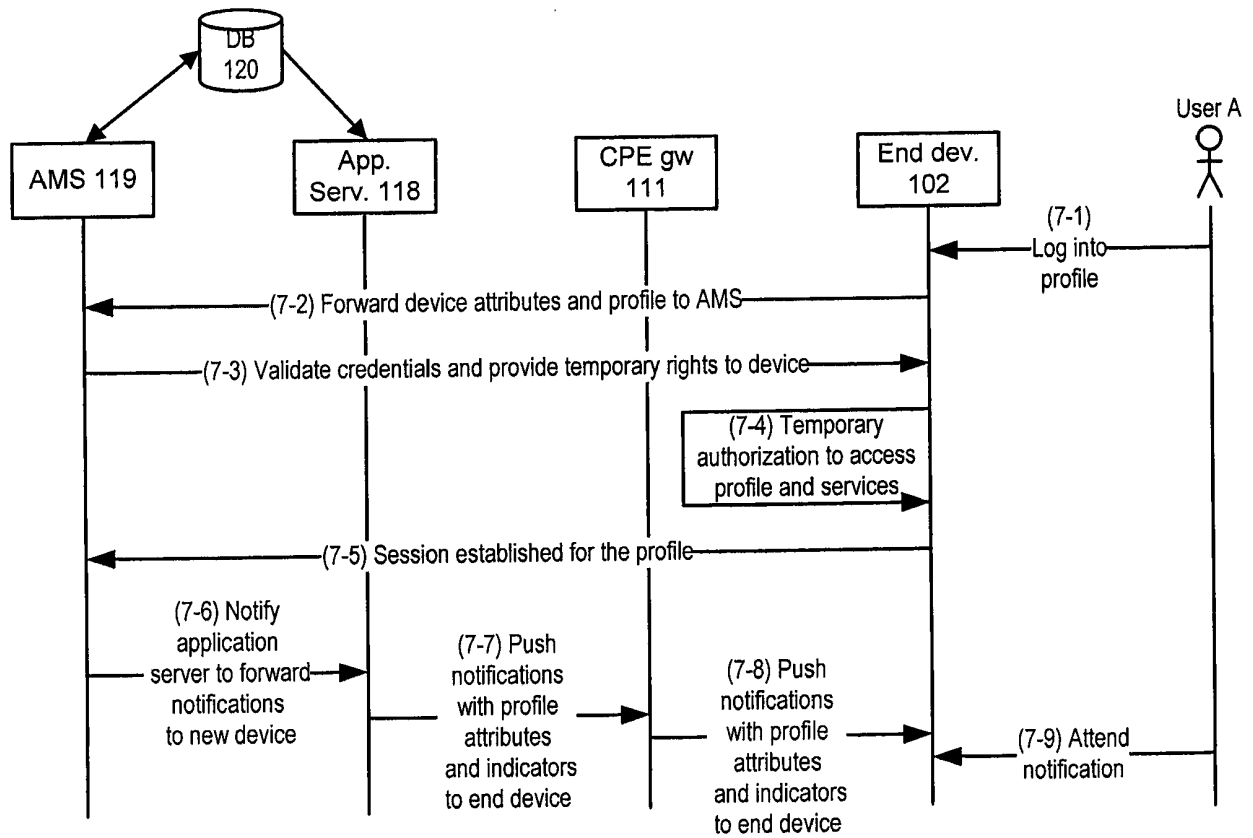 DB
120
User A
AMS 119
App.
Serv. 118
CPE gw
111
End dev.
102
(7-1)
Log into
profile
(7-2) Forward device attributes and profile to AMS
(7-3) Validate credentials and provide temporary rights to device
(7-4) Temporary
authorization to access
profile and services
(7-5) Session established for the profile
(7-6) Notify
application
server to forward
notifications
to new device
(7-7) Push
notifications
with profile
attributes
and indicators
to end device
(7-8) Push
notifications
with profile
attributes
and indicators
to end device
(7-9) Attend
notification